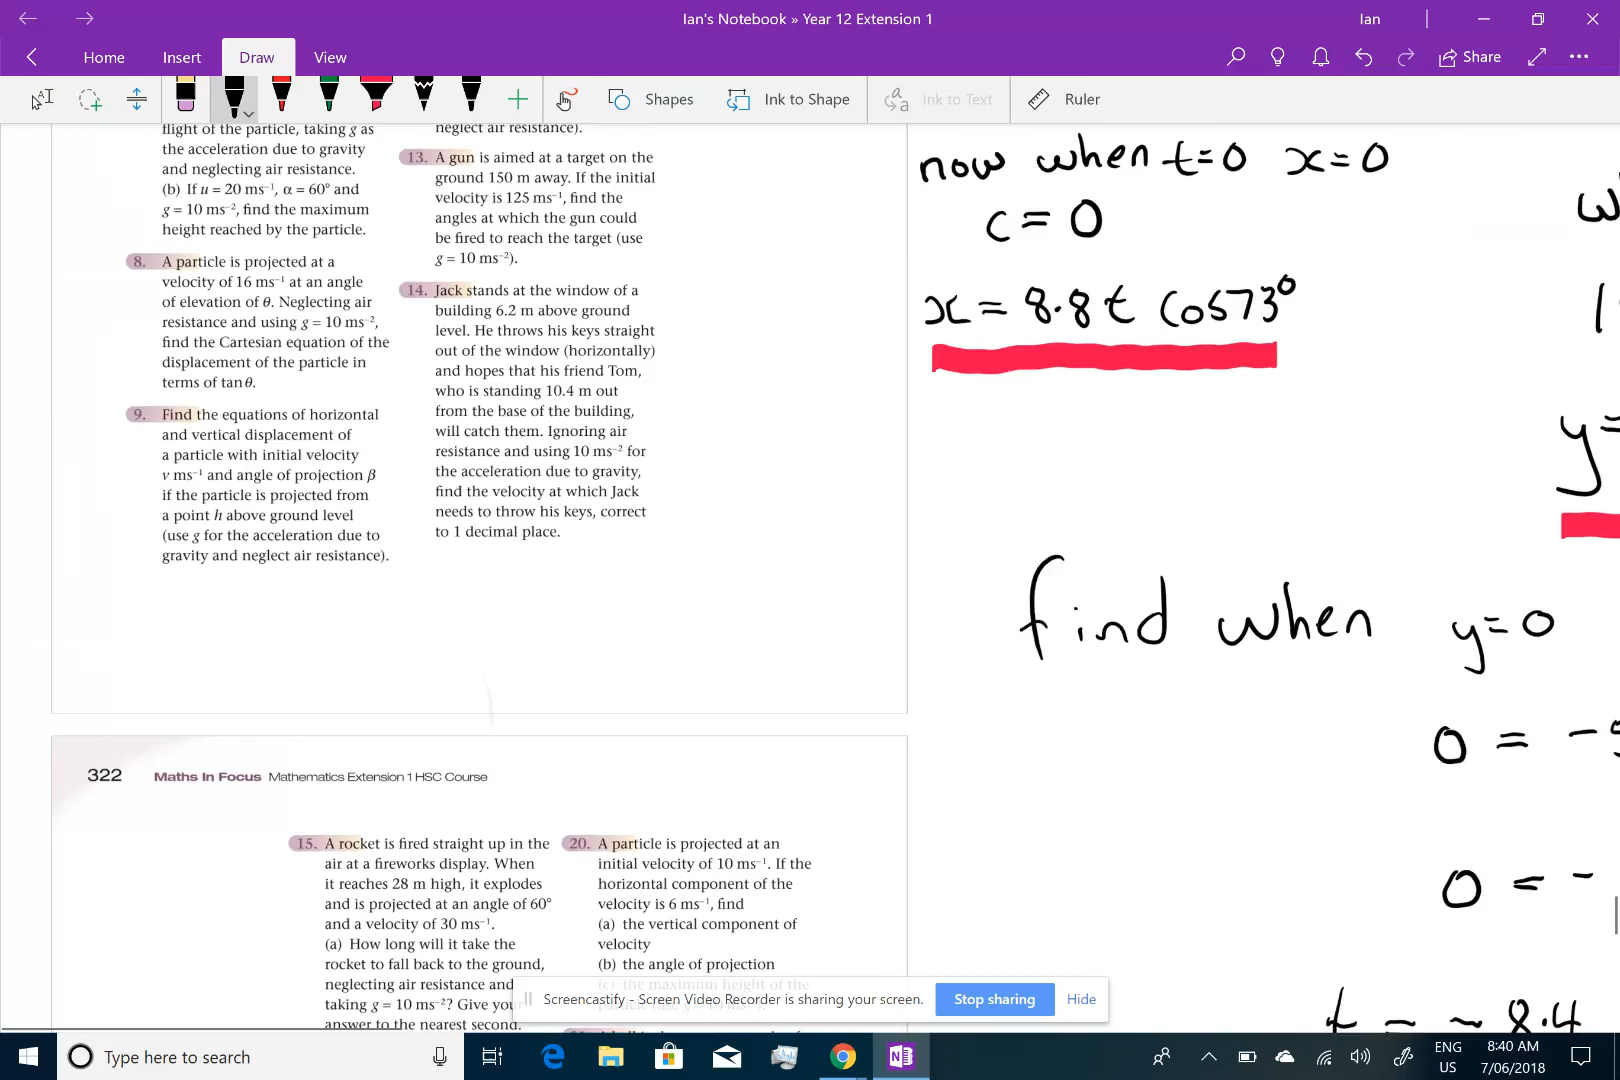 Ian's Notebook » Year 12 Extension 1
Ian
Home
Insert
Draw
View
Share
Shapes
Ink to Shape
Ink to Text
Ruler
flight of the particle, taking g as
the acceleration due to gravity
and neglecting air resistance.
(b) If u = 20 ms⁻¹, α = 60° and
g = 10 ms⁻², find the maximum
height reached by the particle.
8. A particle is projected at a
velocity of 16 ms⁻¹ at an angle
of elevation of θ. Neglecting air
resistance and using g = 10 ms⁻²,
find the Cartesian equation of the
displacement of the particle in
terms of tan θ.
9. Find the equations of horizontal
and vertical displacement of
a particle with initial velocity
v ms⁻¹ and angle of projection β
if the particle is projected from
a point h above ground level
(use g for the acceleration due to
gravity and neglect air resistance).
neglect air resistance).
13. A gun is aimed at a target on the
ground 150 m away. If the initial
velocity is 125 ms⁻¹, find the
angles at which the gun could
be fired to reach the target (use
g = 10 ms⁻²).
14. Jack stands at the window of a
building 6.2 m above ground
level. He throws his keys straight
out of the window (horizontally)
and hopes that his friend Tom,
who is standing 10.4 m out
from the base of the building,
will catch them. Ignoring air
resistance and using 10 ms⁻² for
the acceleration due to gravity,
find the velocity at which Jack
needs to throw his keys, correct
to 1 decimal place.
now when t=0 x=0
c = 0
x = 8.8 t cos73°
y=
find when y=0
0 = -
0 = -
t = ~ 8.4
322 Maths In Focus Mathematics Extension 1 HSC Course
15. A rocket is fired straight up in the
air at a fireworks display. When
it reaches 28 m high, it explodes
and is projected at an angle of 60°
and a velocity of 30 ms⁻¹.
(a) How long will it take the
rocket to fall back to the ground,
neglecting air resistance and
taking g = 10 ms⁻²? Give you
answer to the nearest second.
20. A particle is projected at an
initial velocity of 10 ms⁻¹. If the
horizontal component of the
velocity is 6 ms⁻¹, find
(a) the vertical component of
velocity
(b) the angle of projection
(c) the maximum height of the
Screencastify - Screen Video Recorder is sharing your screen.
Stop sharing
Hide
Type here to search
ENG
US
8:40 AM
7/06/2018